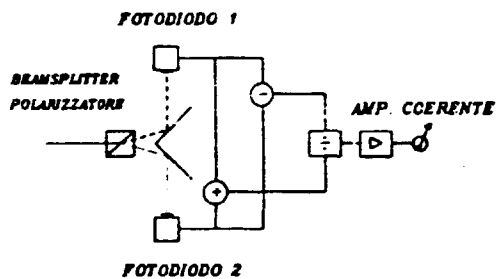 FOTODIODO 1
BEAMSPLITTER
POLARIZZATORE
-
AMP. COERENTE
÷
+
FOTODIODO 2